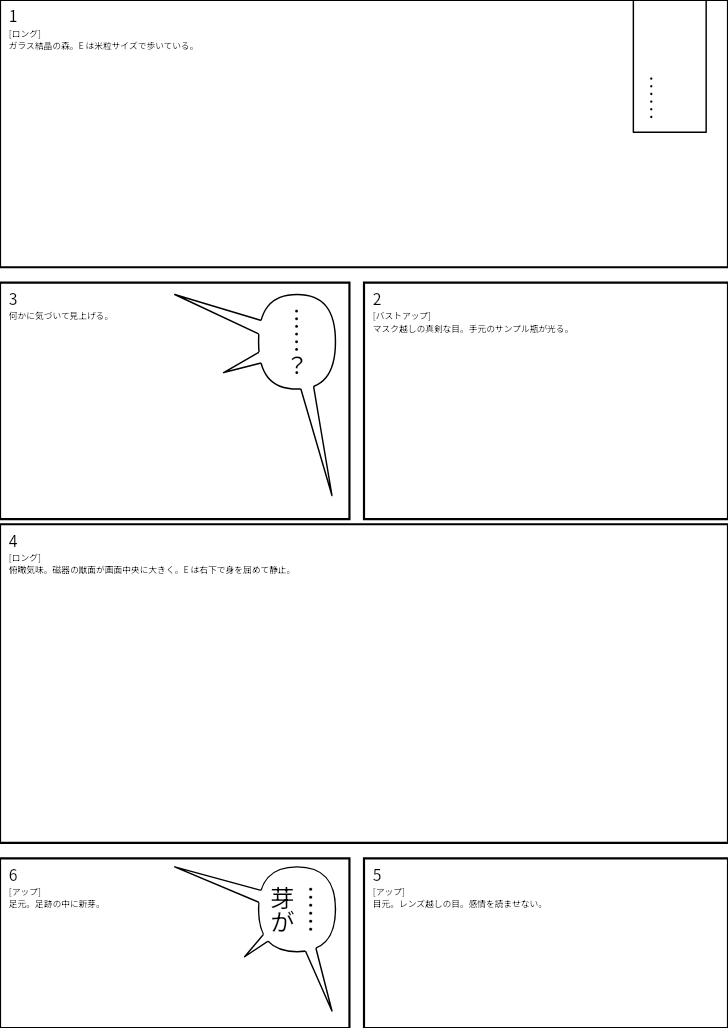 1
[ロング]
ガラス結晶の森。E は米粒サイズで歩いている。
……
2
[バストアップ]
マスク越しの真剣な目。手元のサンプル瓶が光る。
3
何かに気づいて見上げる。
……?
4
[ロング]
俯瞰気味。磁器の獣面が画面中央に大きく。E は右下で身を屈めて静止。
5
[アップ]
目元。レンズ越しの目。感情を読ませない。
6
[アップ]
足元。足跡の中に新芽。
……
芽が